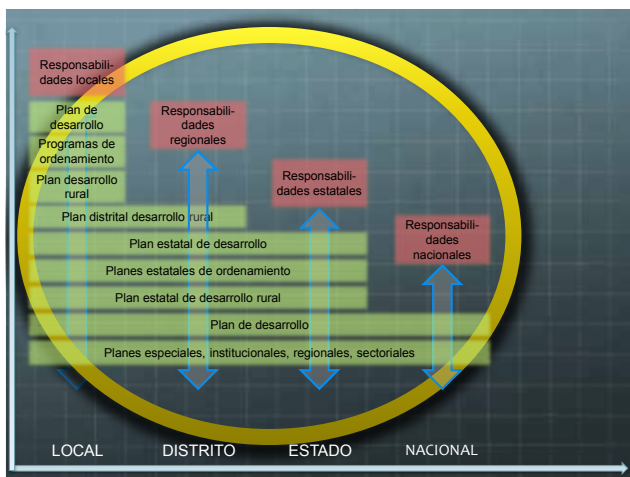 Responsabili-
dades locales
Plan de
desarrollo
Programas de
ordenamiento
Plan desarrollo
rural
Responsabili-
dades
regionales
Responsabili-
dades estatales
Responsabili-
dades
nacionales
Plan distrital desarrollo rural
Plan estatal de desarrollo
Planes estatales de ordenamiento
Plan estatal de desarrollo rural
Plan de desarrollo
Planes especiales, institucionales, regionales, sectoriales
LOCAL
DISTRITO
ESTADO
NACIONAL